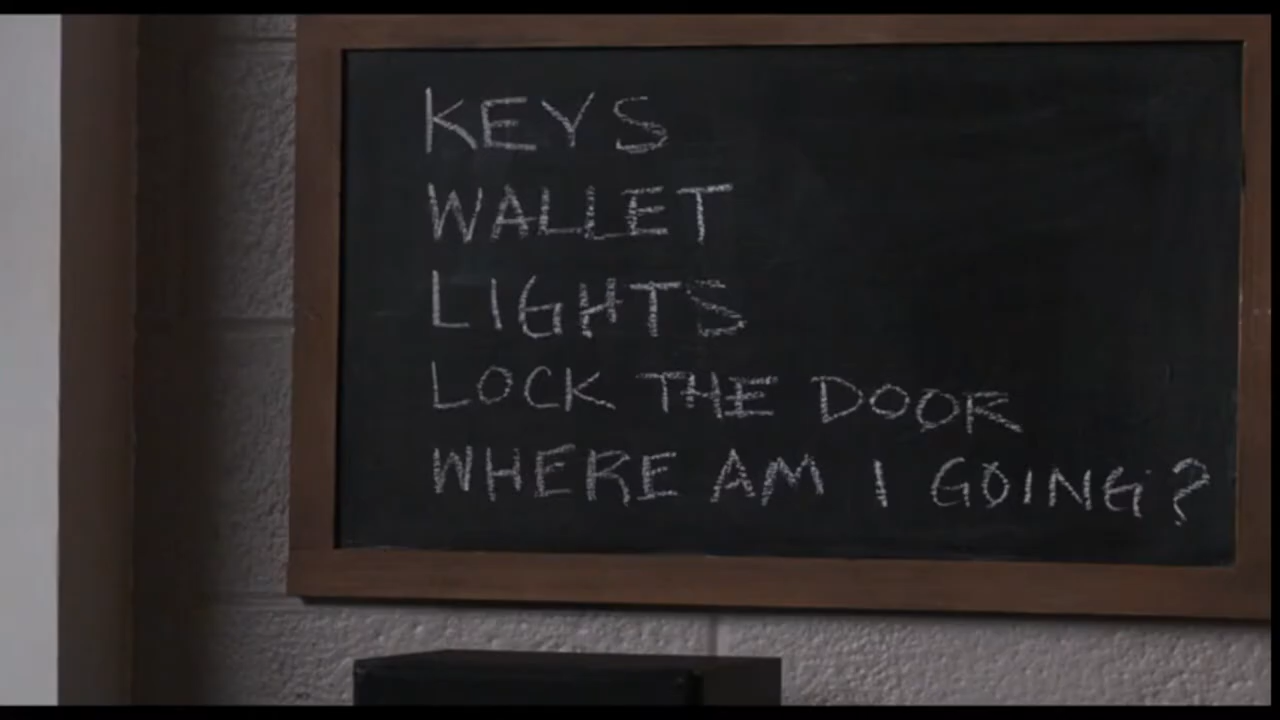 KEYS
WALLET
LIGHTS
LOCK THE DOOR
WHERE AM I GOING?